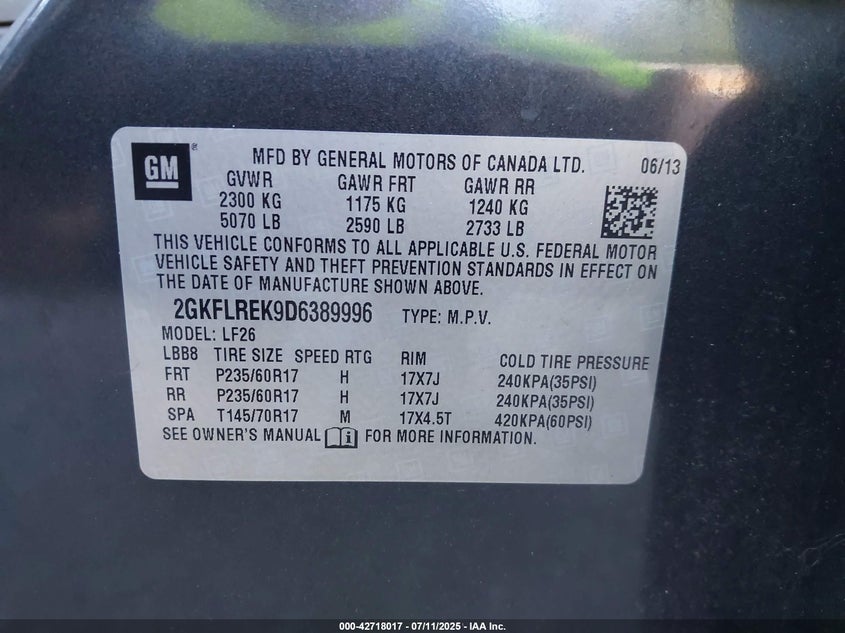 GM ®
MFD BY GENERAL MOTORS OF CANADA LTD. 06/13
GVWR GAWR FRT GAWR RR
2300 KG 1175 KG 1240 KG
5070 LB 2590 LB 2733 LB
THIS VEHICLE CONFORMS TO ALL APPLICABLE U.S. FEDERAL MOTOR
VEHICLE SAFETY AND THEFT PREVENTION STANDARDS IN EFFECT ON
THE DATE OF MANUFACTURE SHOWN ABOVE.
2GKFLREK9D6389996 TYPE: M.P.V.
MODEL: LF26
LBB8 TIRE SIZE SPEED RTG RIM COLD TIRE PRESSURE
FRT P235/60R17 H 17X7J 240KPA(35PSI)
RR P235/60R17 H 17X7J 240KPA(35PSI)
SPA T145/70R17 M 17X4.5T 420KPA(60PSI)
SEE OWNER'S MANUAL FOR MORE INFORMATION.
000-42718017 - 07/11/2025 - IAA Inc.